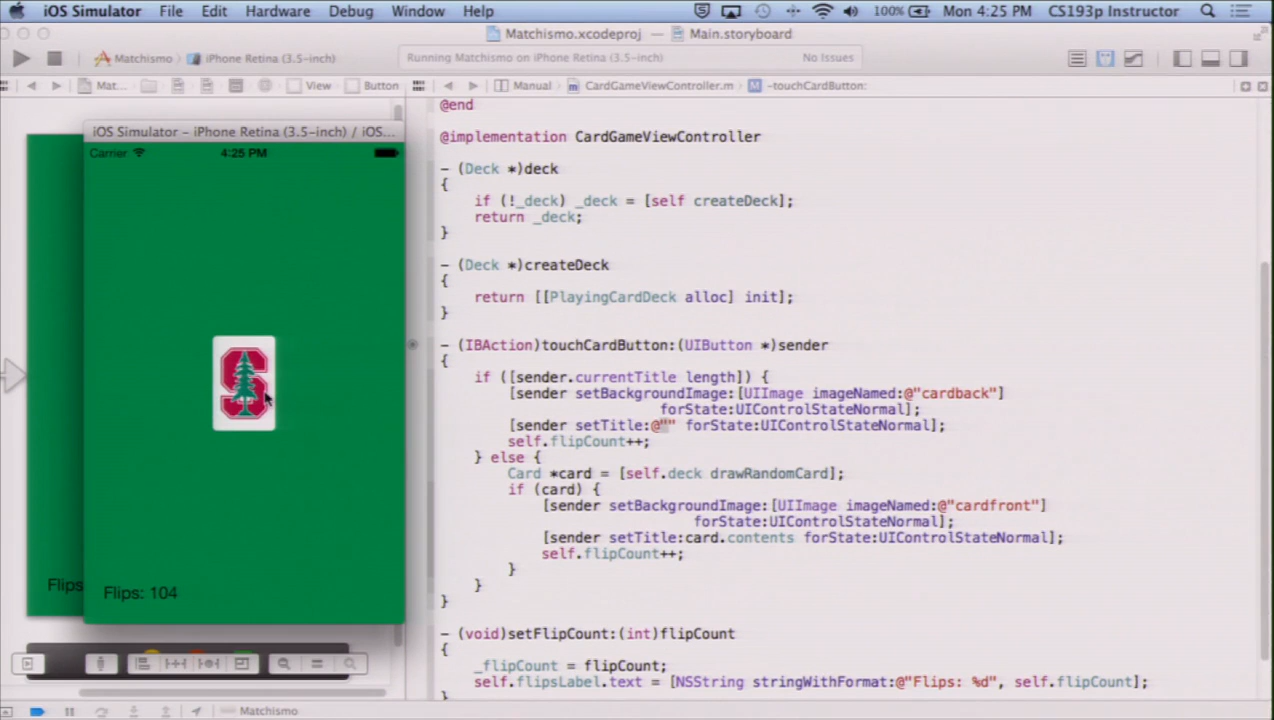 iOS Simulator File Edit Hardware Debug Window Help 100% Mon 4:25 PM CS193p Instructor
Matchismo.xcodeproj — Main.storyboard
Matchismo iPhone Retina (3.5-inch) Running Matchismo on iPhone Retina (3.5-inch) No Issues
Mat... View Button Manual CardGameViewController.m -touchCardButton:
iOS Simulator - iPhone Retina (3.5-inch) / iOS...
Carrier 4:25 PM
S
Flips
Flips: 104
@end
@implementation CardGameViewController
- (Deck *)deck
{
if (!_deck) _deck = [self createDeck];
return _deck;
}
- (Deck *)createDeck
{
return [[PlayingCardDeck alloc] init];
}
- (IBAction)touchCardButton:(UIButton *)sender
{
if ([sender.currentTitle length]) {
[sender setBackgroundImage:[UIImage imageNamed:@"cardback"]
forState:UIControlStateNormal];
[sender setTitle:@"" forState:UIControlStateNormal];
self.flipCount++;
} else {
Card *card = [self.deck drawRandomCard];
if (card) {
[sender setBackgroundImage:[UIImage imageNamed:@"cardfront"]
forState:UIControlStateNormal];
[sender setTitle:card.contents forState:UIControlStateNormal];
self.flipCount++;
}
}
}
- (void)setFlipCount:(int)flipCount
{
_flipCount = flipCount;
self.flipsLabel.text = [NSString stringWithFormat:@"Flips: %d", self.flipCount];
}
Matchismo